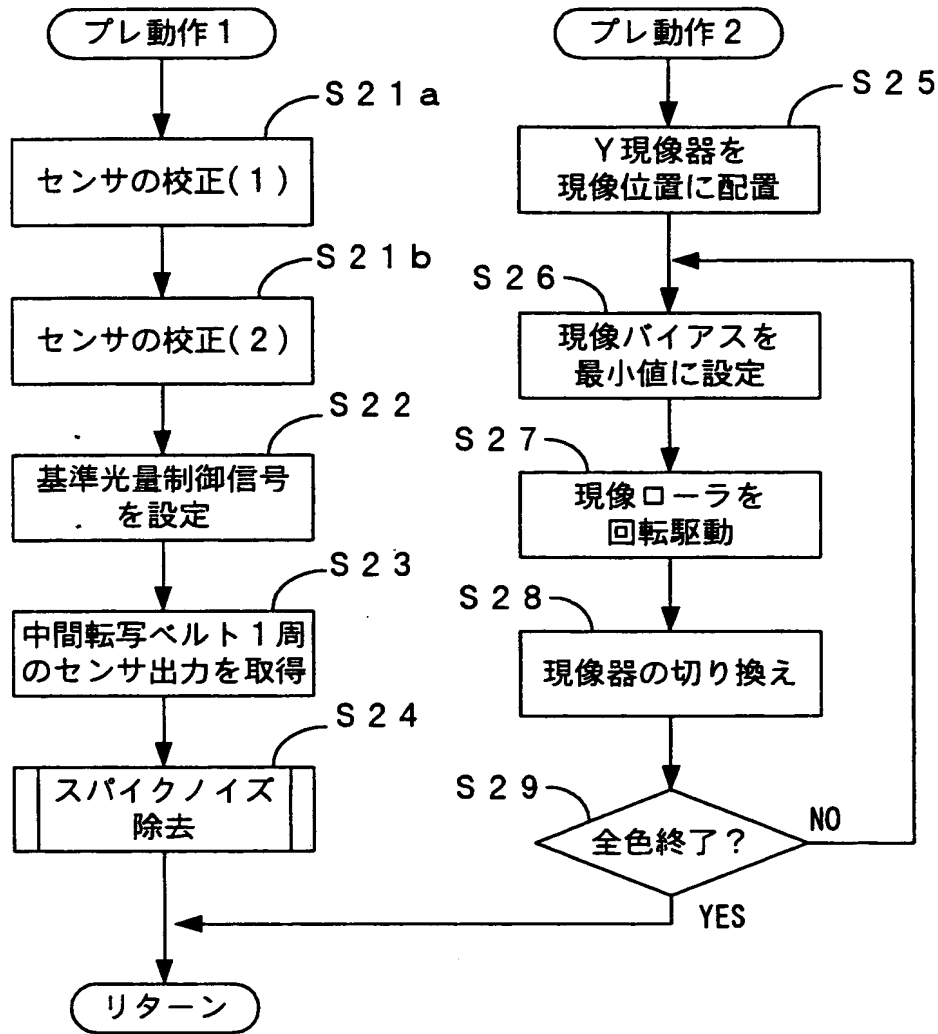 プレ動作1
S21a
センサの校正(1)
S21b
センサの校正(2)
S22
基準光量制御信号
を設定
S23
中間転写ベルト1周
のセンサ出力を取得
S24
スパイクノイズ
除去
リターン
プレ動作2
S25
Y現像器を
現像位置に配置
S26
現像バイアスを
最小値に設定
S27
現像ローラを
回転駆動
S28
現像器の切り換え
S29
全色終了?
NO
YES